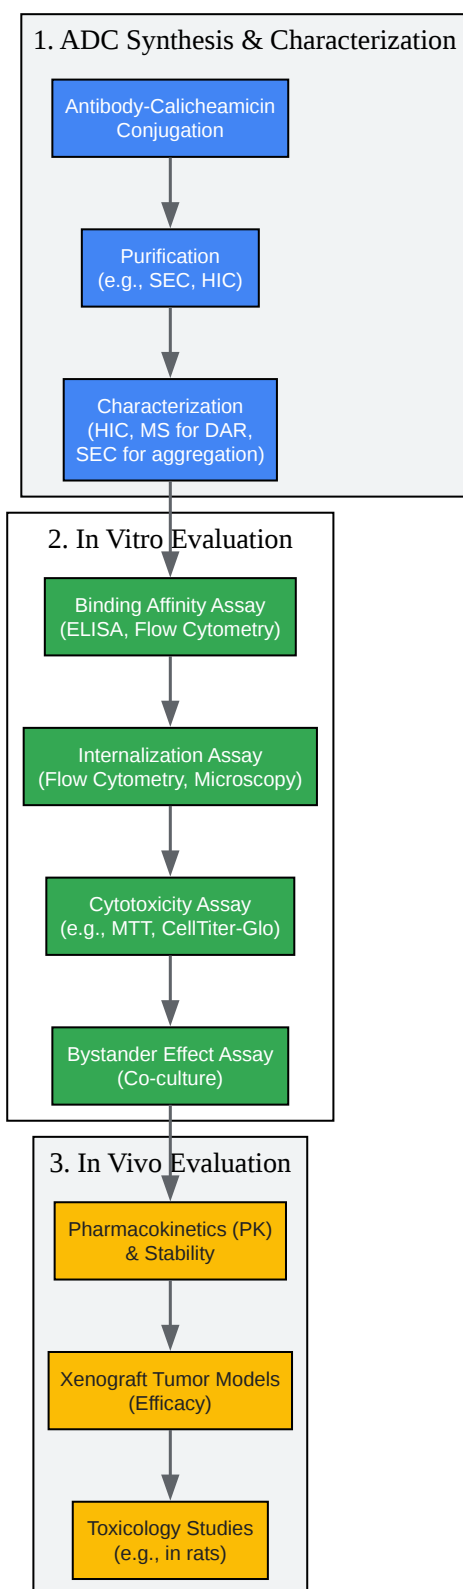 1. ADC Synthesis & Characterization
Antibody-Calicheamicin
Conjugation
Purification
(e.g., SEC, HIC)
Characterization
(HIC, MS for DAR,
SEC for aggregation)
2. In Vitro Evaluation
Binding Affinity Assay
(ELISA, Flow Cytometry)
Internalization Assay
(Flow Cytometry, Microscopy)
Cytotoxicity Assay
(e.g., MTT, CellTiter-Glo)
Bystander Effect Assay
(Co-culture)
3. In Vivo Evaluation
Pharmacokinetics (PK)
& Stability
Xenograft Tumor Models
(Efficacy)
Toxicology Studies
(e.g., in rats)